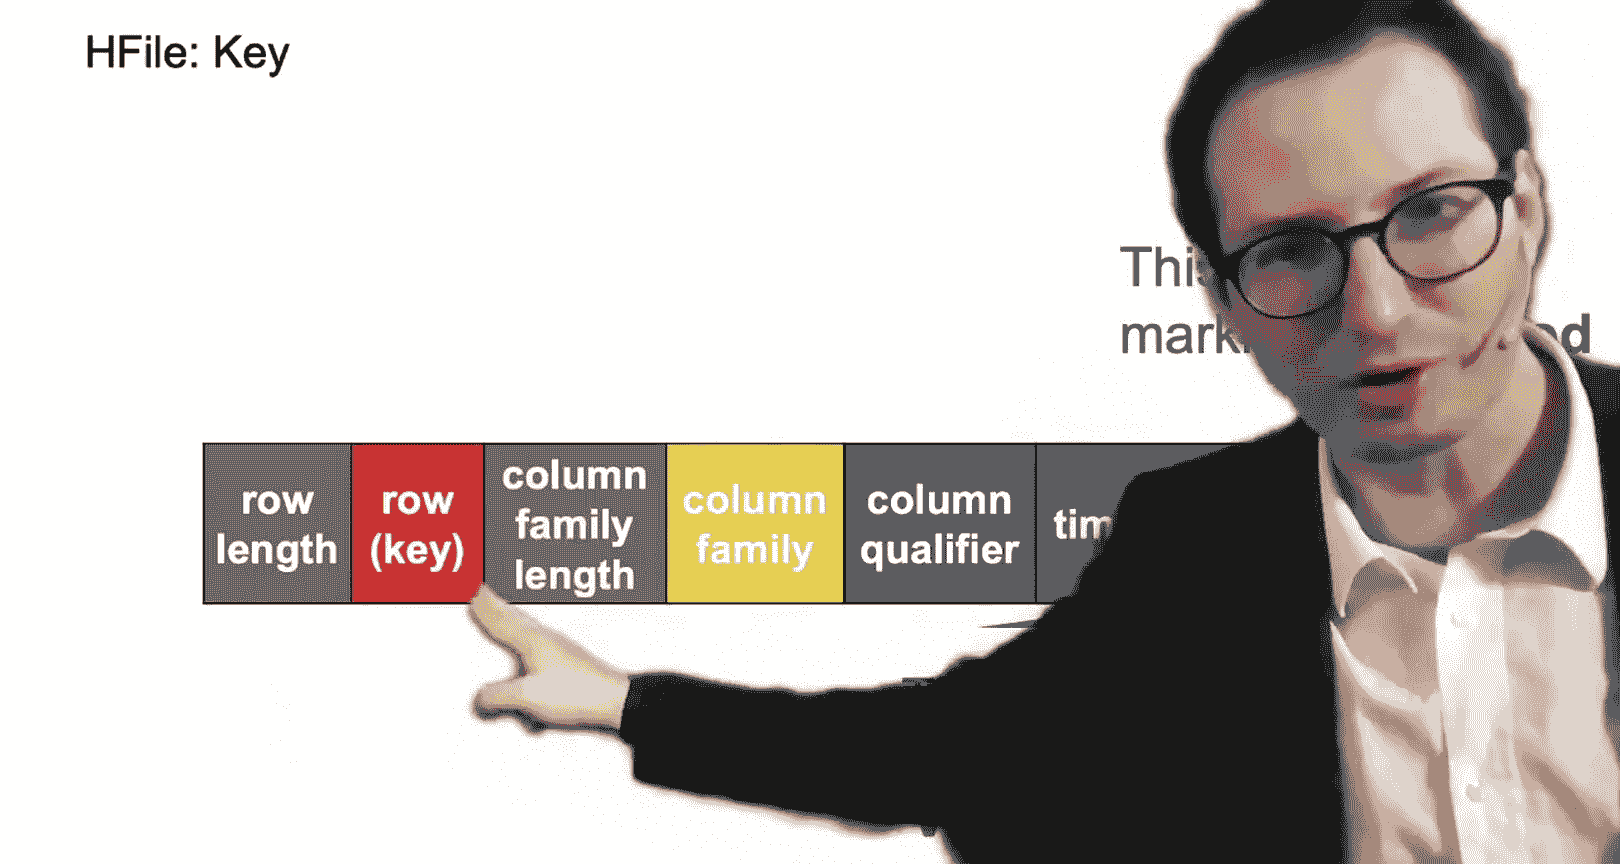 HFile: Key
row
length
row
(key)
column
family
length
column
family
column
qualifier